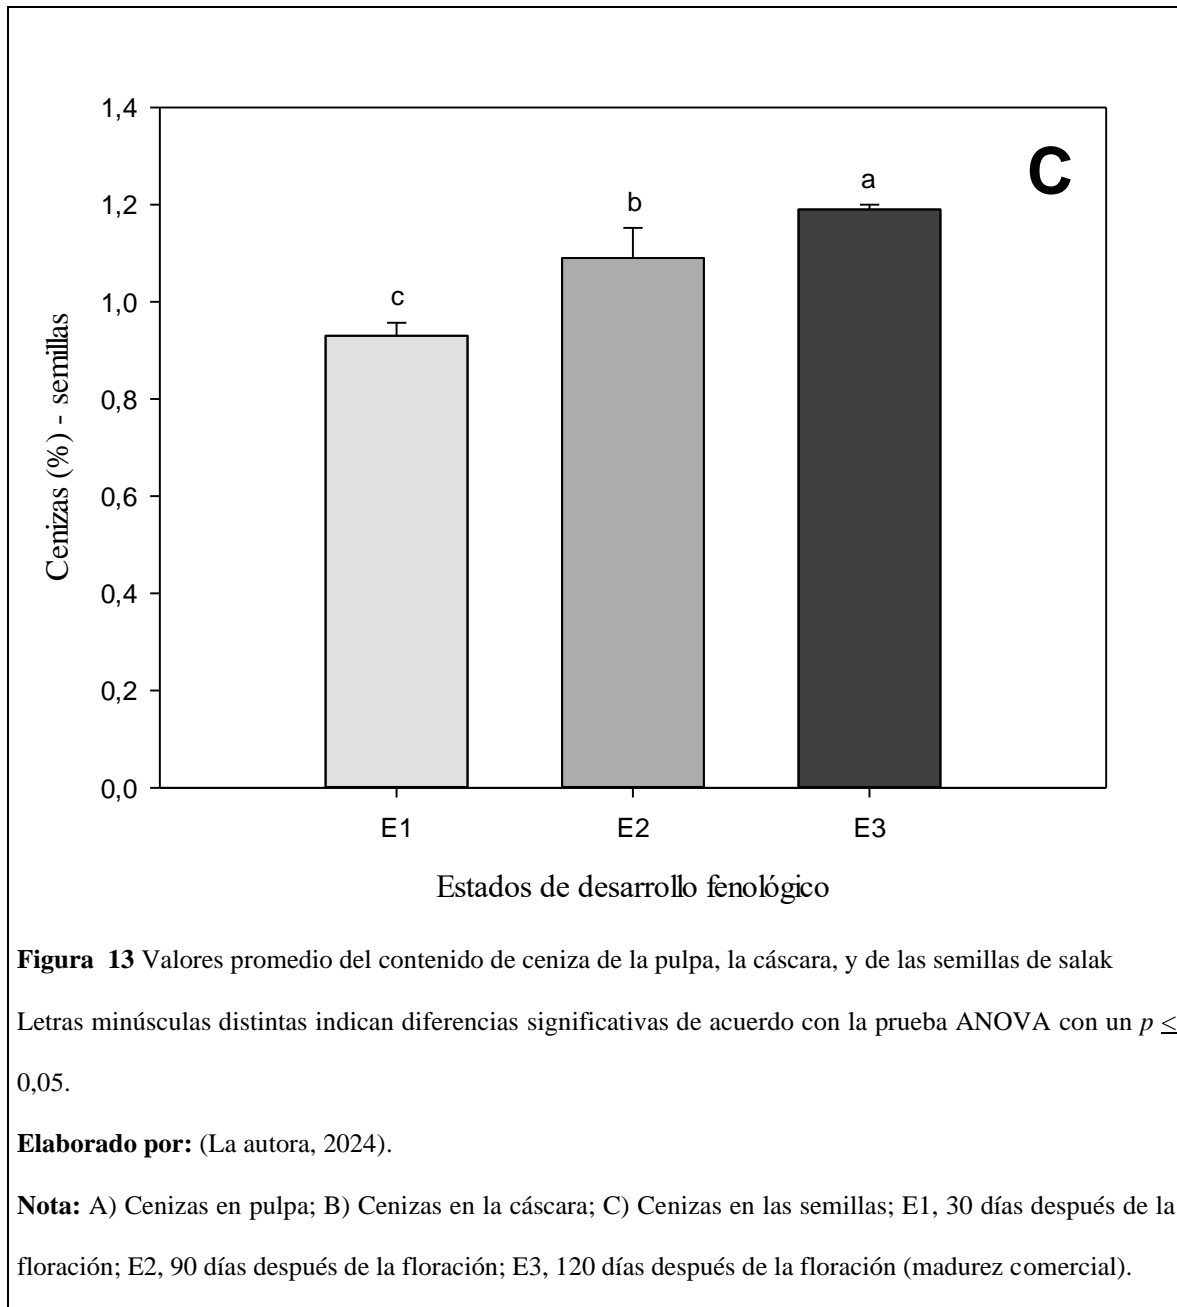 1,4
1,2
1,0
0,8
0,6
0,4
0,2
0,0
Cenizas (%) - semillas
C
c
b
a
E1
E2
E3
Estados de desarrollo fenológico
Figura 13 Valores promedio del contenido de ceniza de la pulpa, la cáscara, y de las semillas de salak
Letras minúsculas distintas indican diferencias significativas de acuerdo con la prueba ANOVA con un p ≤
0,05.
Elaborado por: (La autora, 2024).
Nota: A) Cenizas en pulpa; B) Cenizas en la cáscara; C) Cenizas en las semillas; E1, 30 días después de la
floración; E2, 90 días después de la floración; E3, 120 días después de la floración (madurez comercial).